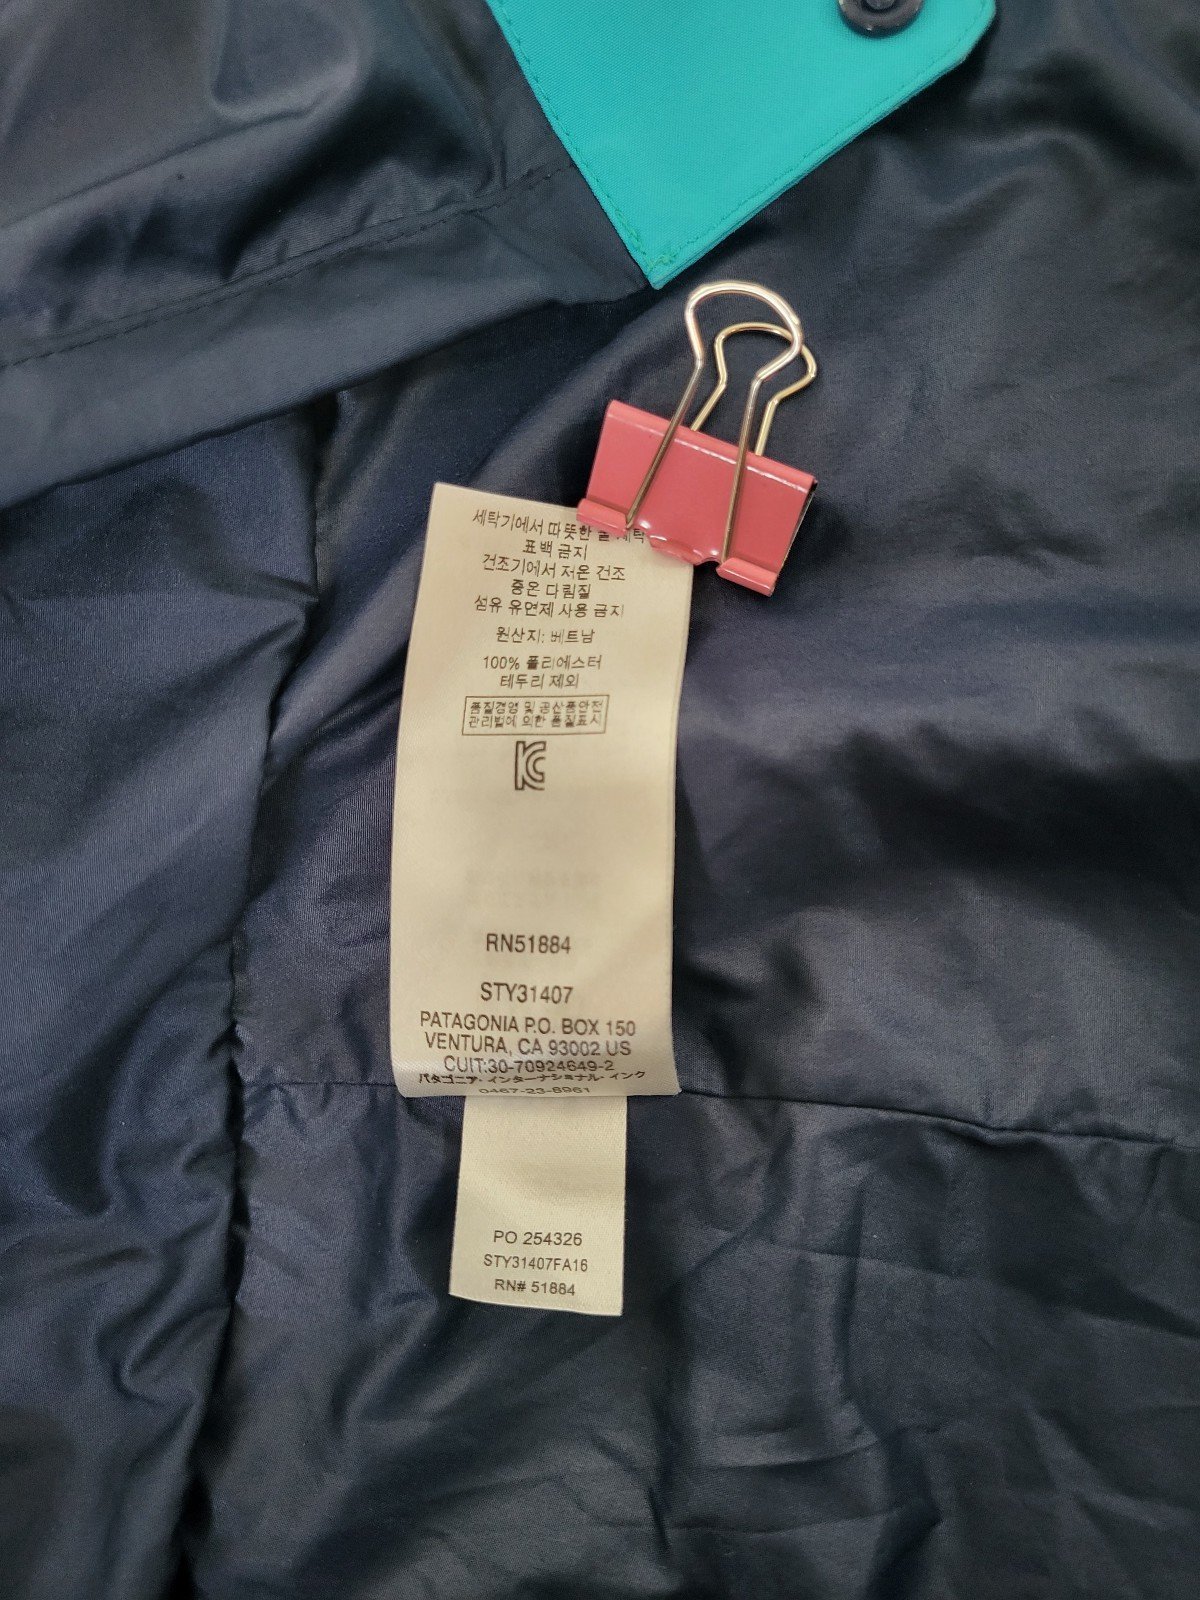 세탁기에서 따뜻한 물 세탁
표백 금지
건조기에서 저온 건조
중온 다림질
섬유 유연제 사용 금지
원산지: 베트남
100% 폴리에스터
테두리 제외
품질경영 및 공산품안전
관리법에 의한 품질표시
RN51884
STY31407
PATAGONIA P.O. BOX 150
VENTURA, CA 93002 US
CUIT:30-70924649-2
パタゴニア・インターナショナル・インク
0467-23-8961
PO 254326
STY31407FA16
RN# 51884